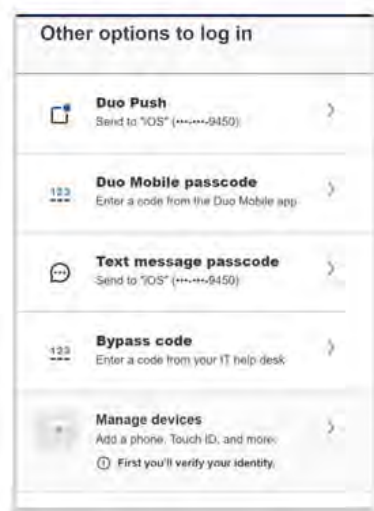 Other options to log in
Duo Push
Send to "iOS" (•••-•••-9450)
123
Duo Mobile passcode
Enter a code from the Duo Mobile app
Text message passcode
Send to "iOS" (•••-•••-9450)
123
Bypass code
Enter a code from your IT help desk
Manage devices
Add a phone, Touch ID, and more.
First you'll verify your identity.